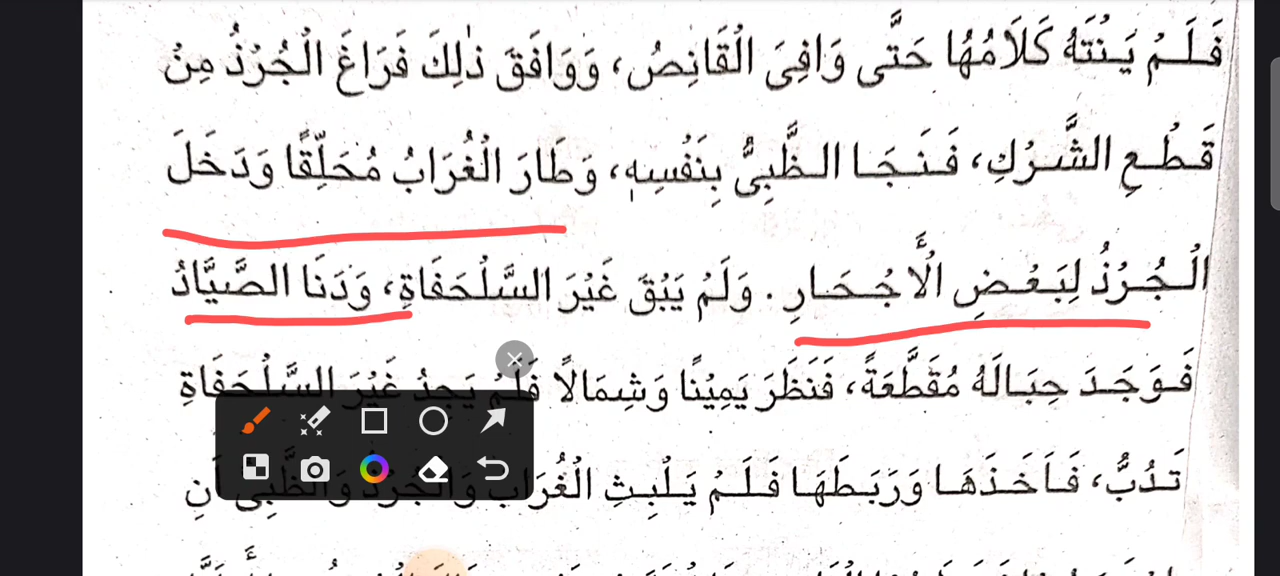 فَلَمْ يَنْتَهُ كَلَامُهَا حَتَّى وَافِىَ الْقَانِصُ، وَوَافَقَ ذٰلِكَ فَرَاغَ الْجُرْذُ مِنْ
قَطْعِ الشَّرْكِ، فَنَجَا الظَّبِىُّ بِنَفْسِهٖ، وَطَارَ الْغُرَابُ مُحَلِّقًا وَدَخَلَ
الْجُرْذُ لِبَعْضِ الْأَجْحَارِ. وَلَمْ يَبْقَ غَيْرَ السَّلْحَفَاةِ، وَدَنَا الصَّيَّادُ
فَوَجَدَ حِبَالَهُ مُقَطَّعَةً، فَنَظَرَ يَمِيْنًا وَشِمَالًا فَلَمْ يَجِدْ غَيْرَ السَّلْحَفَاةِ
تَدُبُّ، فَاَخَذَهَا وَرَبَطَهَا فَلَمْ يَلْبِثِ الْغُرَابُ وَالْجُرْذُ وَالظَّبِىُ اَنِ